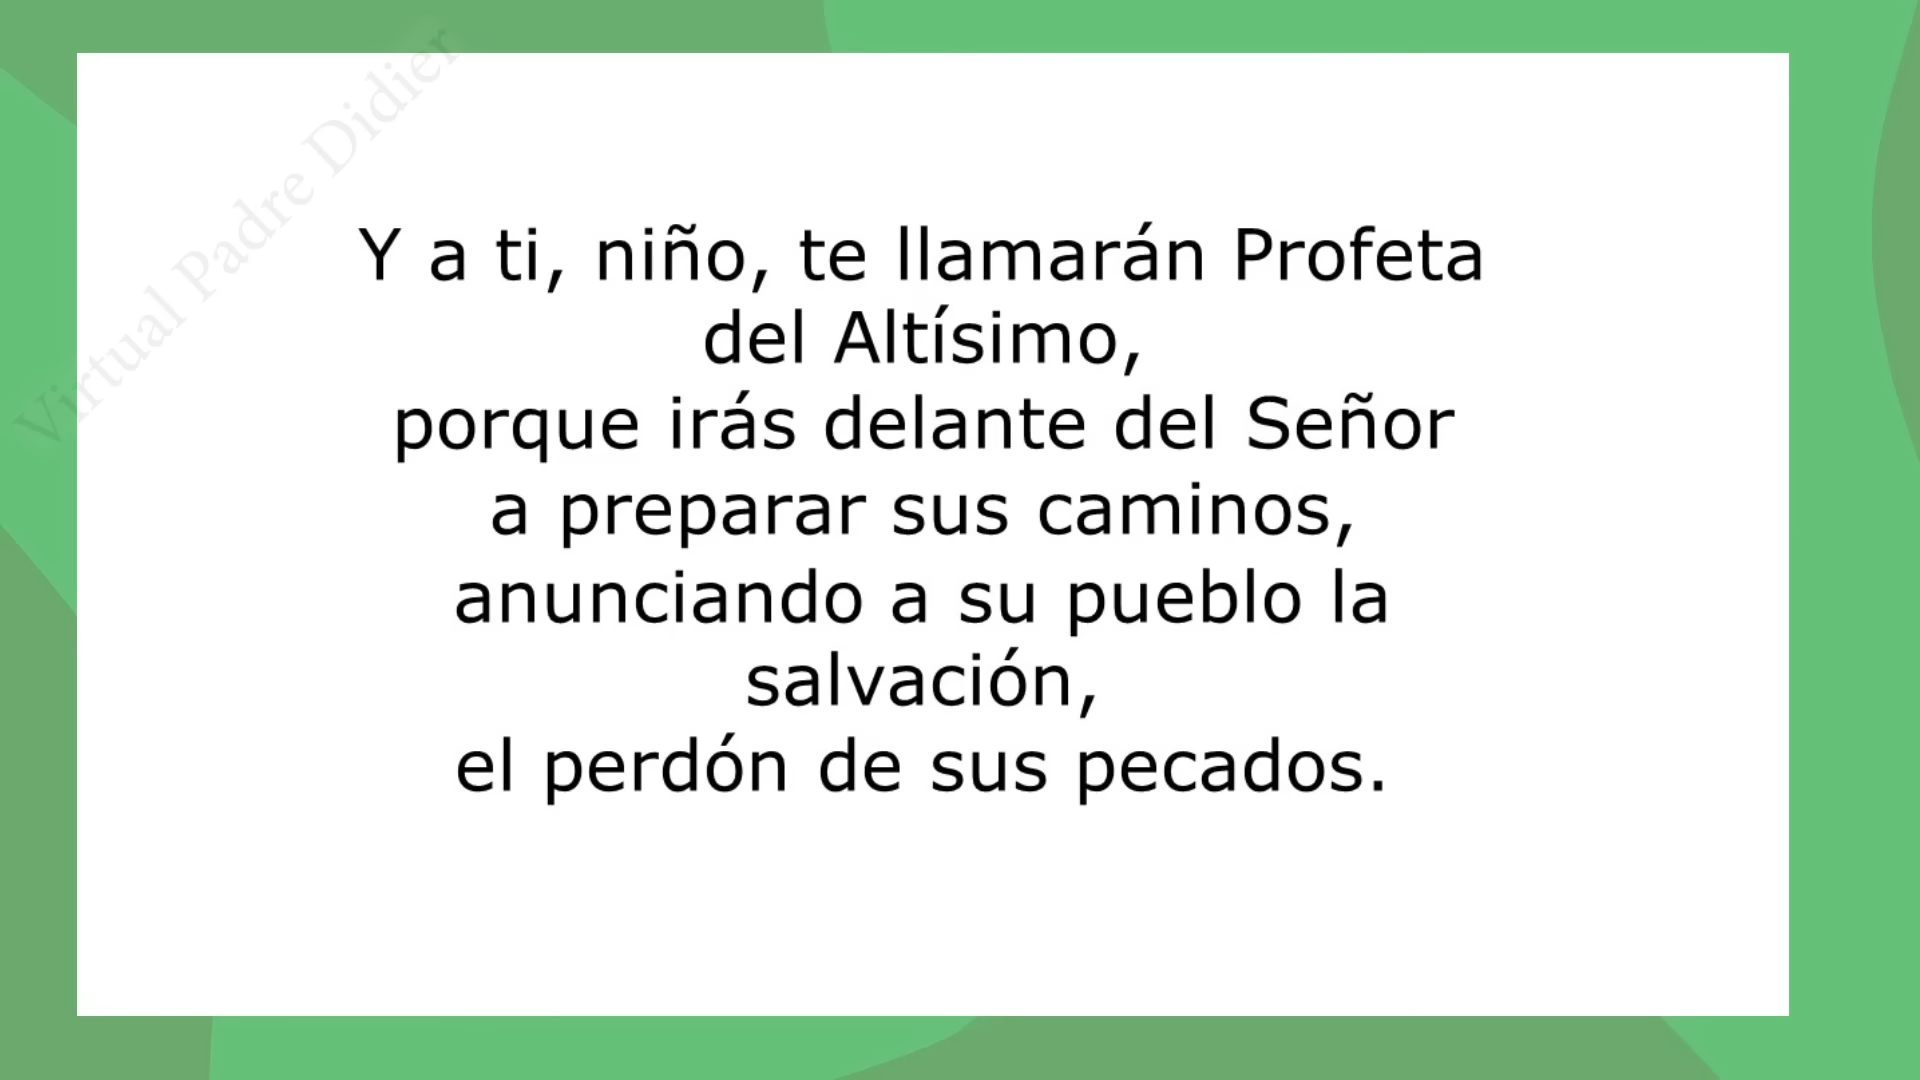 Virtual Padre Didier
Y a ti, niño, te llamarán Profeta
del Altísimo,
porque irás delante del Señor
a preparar sus caminos,
anunciando a su pueblo la
salvación,
el perdón de sus pecados.